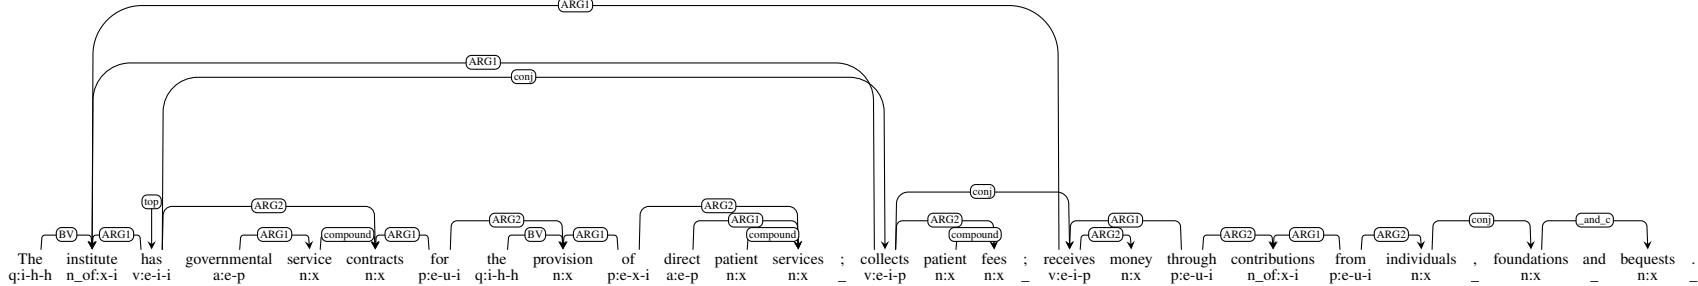 ARG1
ARG1
conj
top conj
ARG2 ARG2
ARG2 ARG1 ARG2 ARG1 conj _and_c
BV ARG1 ARG1 compound ARG1 BV ARG1 compound compound ARG2 ARG2 ARG1 ARG2
The institute has governmental service contracts for the provision of direct patient services ; collects patient fees ; receives money through contributions from individuals , foundations and bequests .
q:i-h-h n_of:x-i v:e-i-i a:e-p n:x n:x p:e-u-i q:i-h-h n:x p:e-x-i a:e-p n:x n:x _ v:e-i-p n:x n:x _ v:e-i-p n:x p:e-u-i n_of:x-i p:e-u-i n:x _ n:x _ n:x _